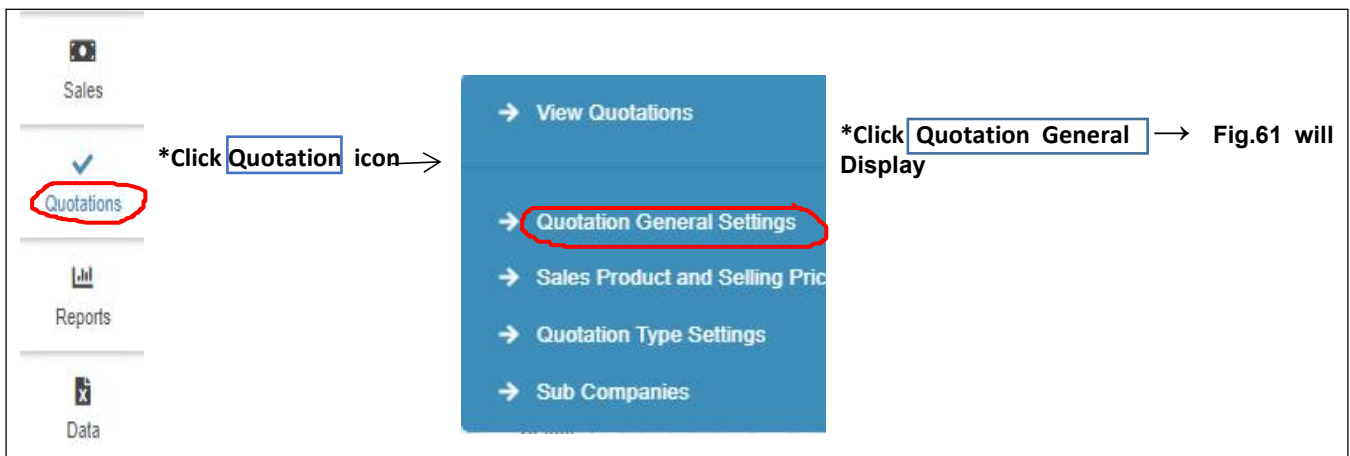 Sales
Quotations
Reports
Data
*Click Quotation icon
View Quotations
Quotation General Settings
Sales Product and Selling Pric
Quotation Type Settings
Sub Companies
*Click Quotation General → Fig.61 will
Display